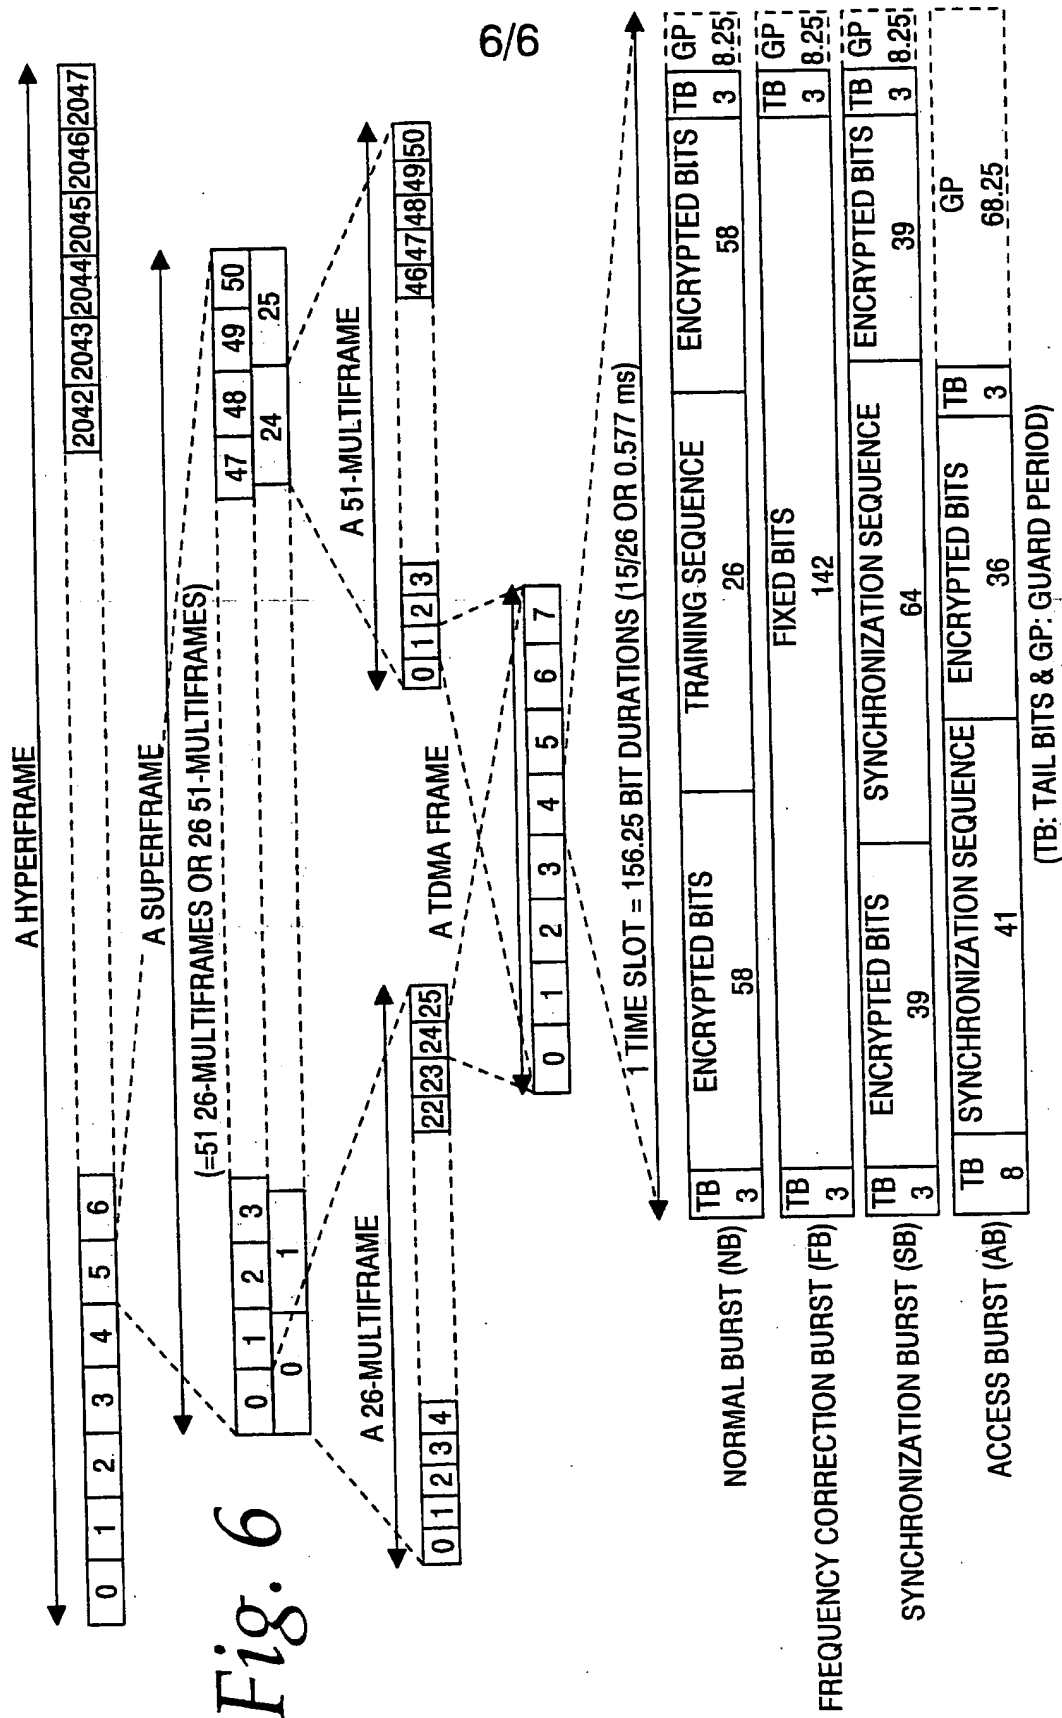 6/6
A HYPERFRAME
0 1 2 3 4 5 6 2042 2043 2044 2045 2046 2047
A SUPERFRAME
(=51 26-MULTIFRAMES OR 26 51-MULTIFRAMES)
0 1 2 3 47 48 49 50
0 1 24 25
A 26-MULTIFRAME
0 1 2 3 4 22 23 24 25
A 51-MULTIFRAME
0 1 2 3 46 47 48 49 50
A TDMA FRAME
0 1 2 3 4 5 6 7
1 TIME SLOT = 156.25 BIT DURATIONS (15/26 OR 0.577 ms)
NORMAL BURST (NB)
TB ENCRYPTED BITS TRAINING SEQUENCE ENCRYPTED BITS TB GP
3 58 26 58 3 8.25
FREQUENCY CORRECTION BURST (FB)
TB FIXED BITS TB GP
3 142 3 8.25
SYNCHRONIZATION BURST (SB)
TB ENCRYPTED BITS SYNCHRONIZATION SEQUENCE ENCRYPTED BITS TB GP
3 39 64 39 3 8.25
ACCESS BURST (AB)
TB SYNCHRONIZATION SEQUENCE ENCRYPTED BITS TB GP
8 41 36 3 68.25
(TB: TAIL BITS & GP: GUARD PERIOD)
Fig. 6